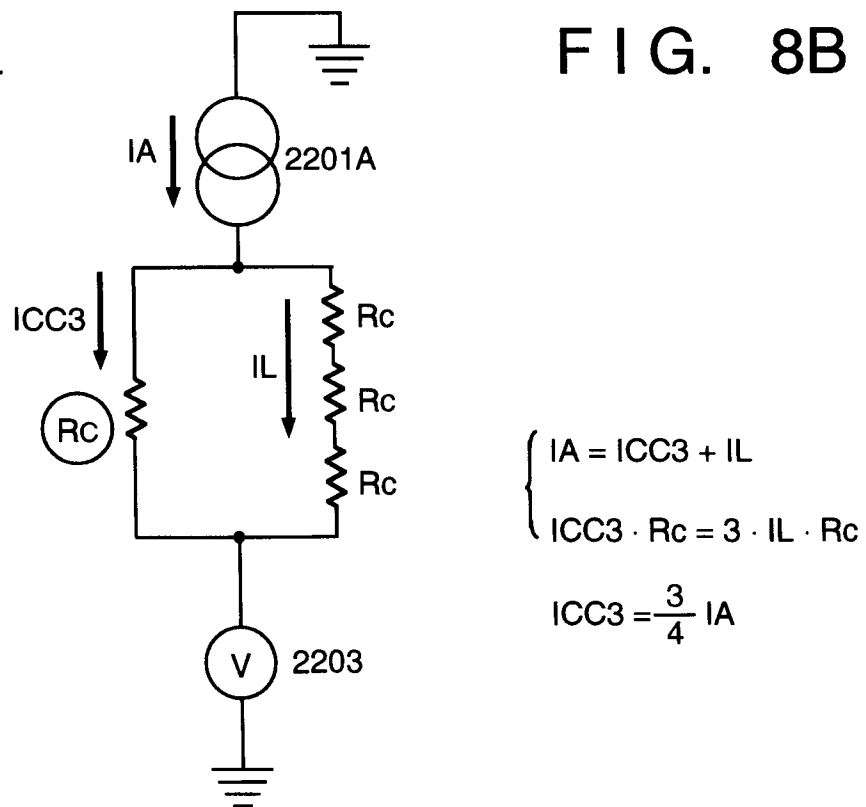 FIG. 8B
IA
2201A
ICC3
Rc
IL
Rc
Rc
Rc
IA = ICC3 + IL
ICC3 · Rc = 3 · IL · Rc
ICC3 = 3/4 IA
V
2203